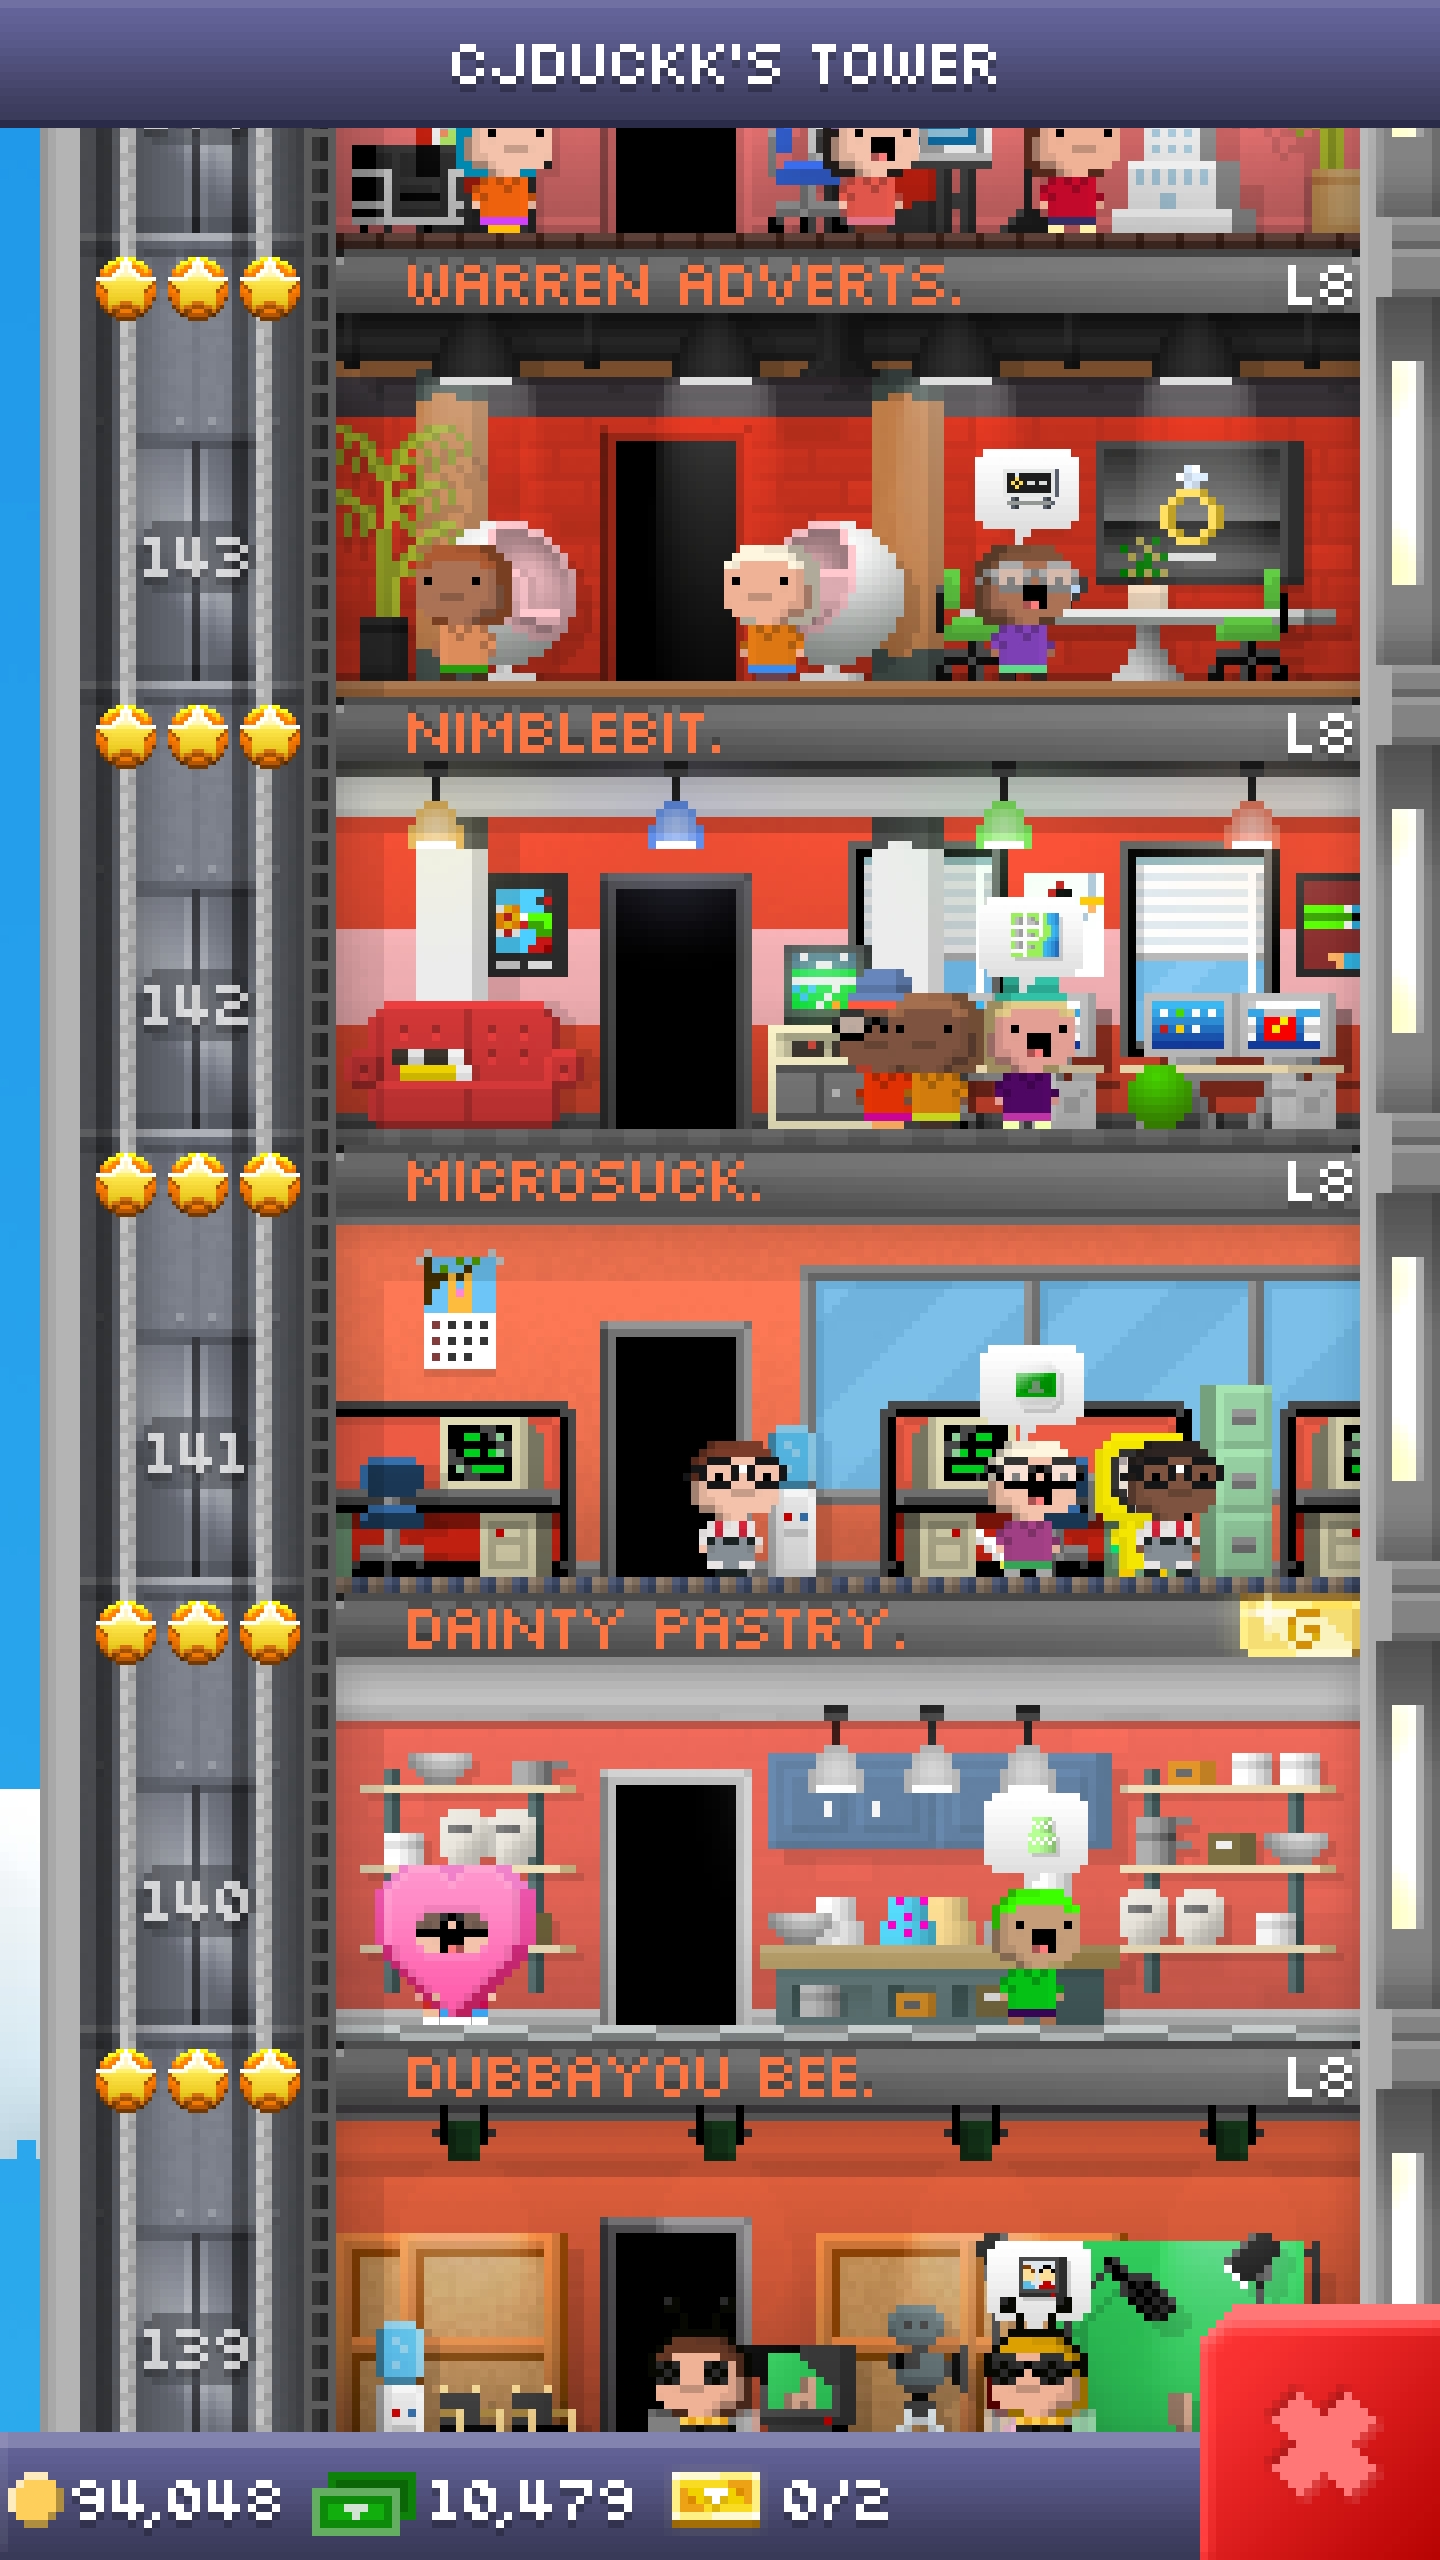 CJDUCKK'S TOWER
WARREN ADVERTS. L8
143
NIMBLEBIT. L8
142
MICROSUCK. L8
141
DAINTY PASTRY. G
140
DUBBAYOU BEE. L8
139
94,048 10,479 0/2